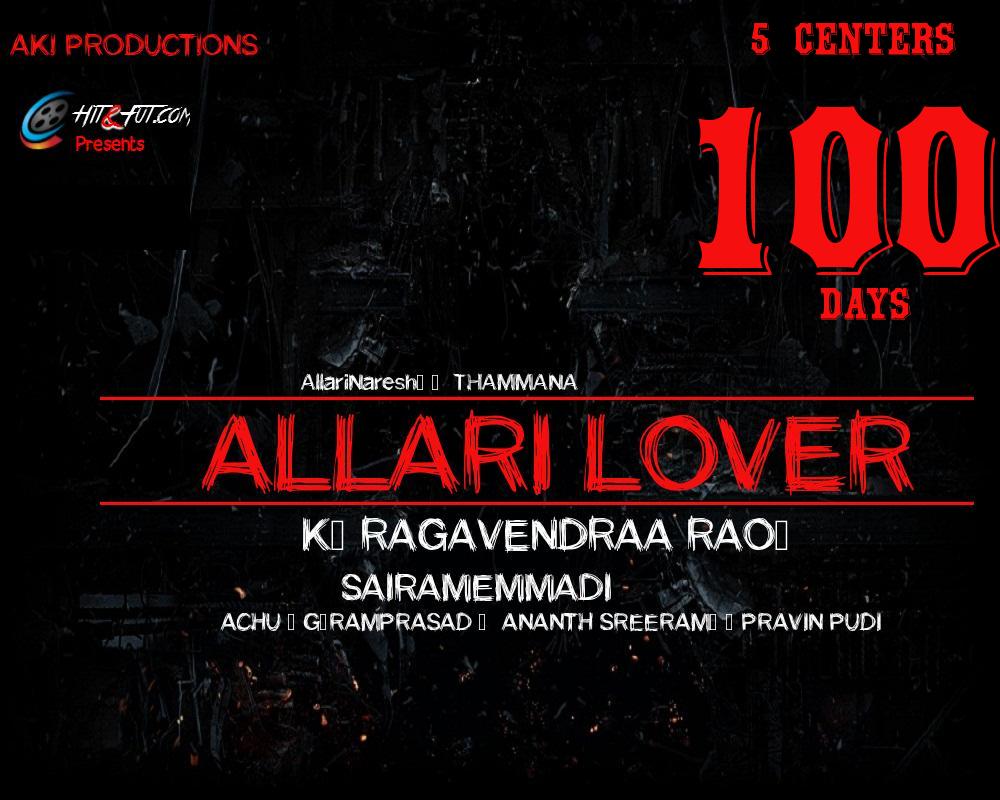 AKI PRODUCTIONS
HIT&FUT.COM
Presents
5 CENTERS
100
DAYS
AllariNaresh▯ ▯ THAMMANA
ALLARI LOVER
K▯ RAGAVENDRAA RAO▯
SAIRAMEMMADI
ACHU ▯ G▯RAMPRASAD ▯ ANANTH SREERAM▯ ▯ PRAVIN PUDI